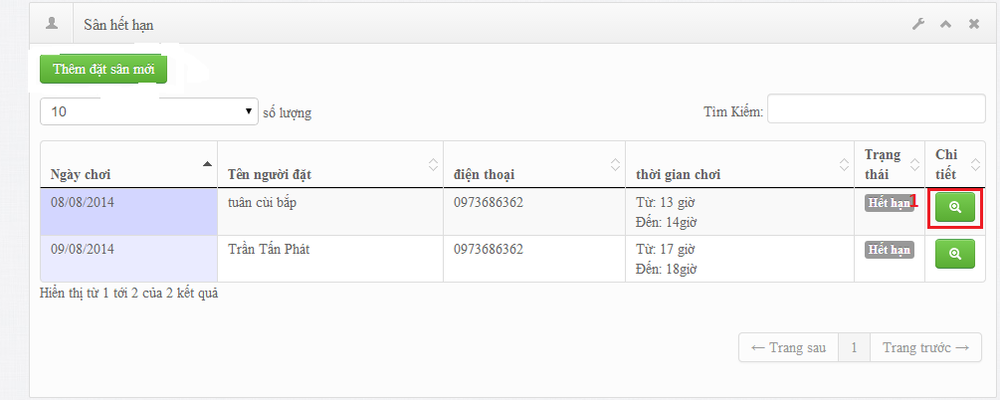 Sân hết hạn
Thêm đặt sân mới
10 số lượng Tìm Kiếm:
Ngày chơi Tên người đặt điện thoại thời gian chơi Trạng thái Chi tiết
08/08/2014 tuân cùi bắp 0973686362 Từ: 13 giờ Hết hạn 1
Đến: 14giờ
09/08/2014 Trần Tấn Phát 0973686362 Từ: 17 giờ Hết hạn
Đến: 18giờ
Hiển thị từ 1 tới 2 của 2 kết quả
← Trang sau 1 Trang trước →